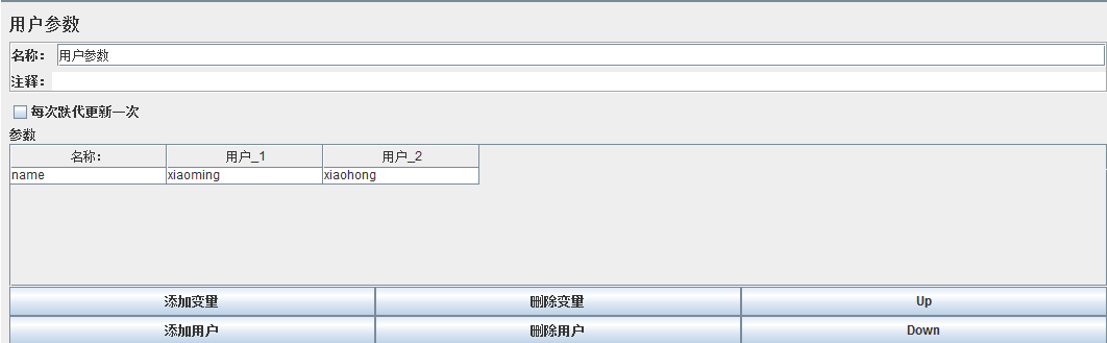 用户参数
名称： 用户参数
注释：
每次跌代更新一次
参数
名称： 用户_1 用户_2
name xiaoming xiaohong
添加变量 删除变量 Up
添加用户 删除用户 Down